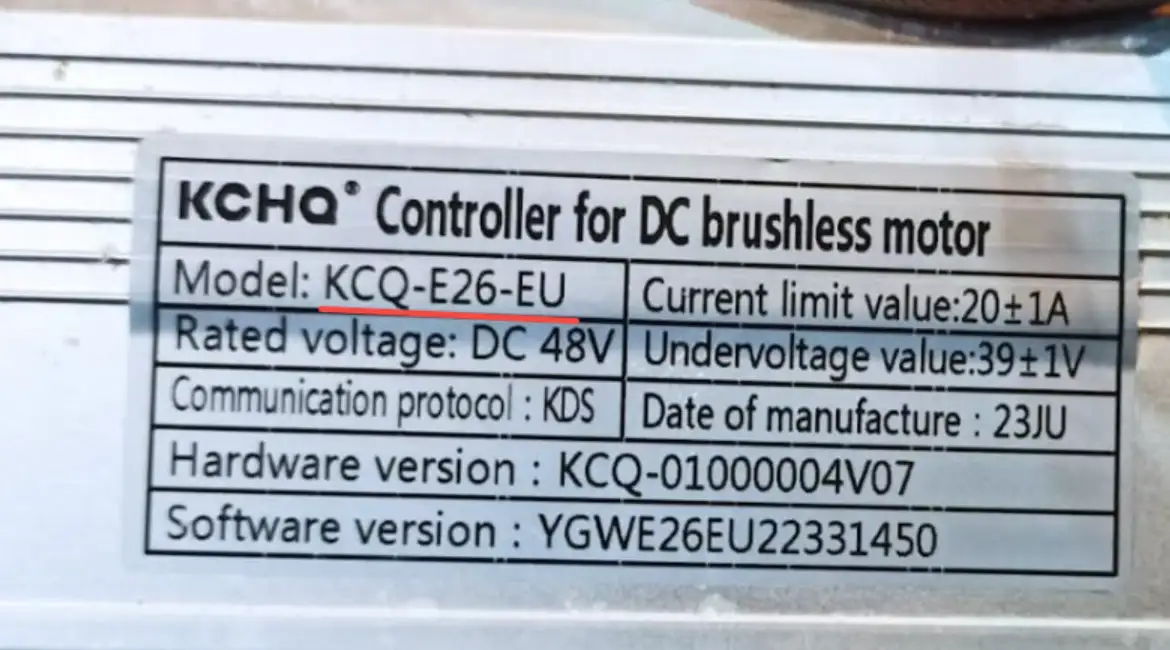 KCHQ® Controller for DC brushless motor
Model: KCQ-E26-EU
Current limit value:20±1A
Rated voltage: DC 48V
Undervoltage value:39±1V
Communication protocol : KDS
Date of manufacture : 23JU
Hardware version : KCQ-01000004V07
Software version : YGWE26EU22331450